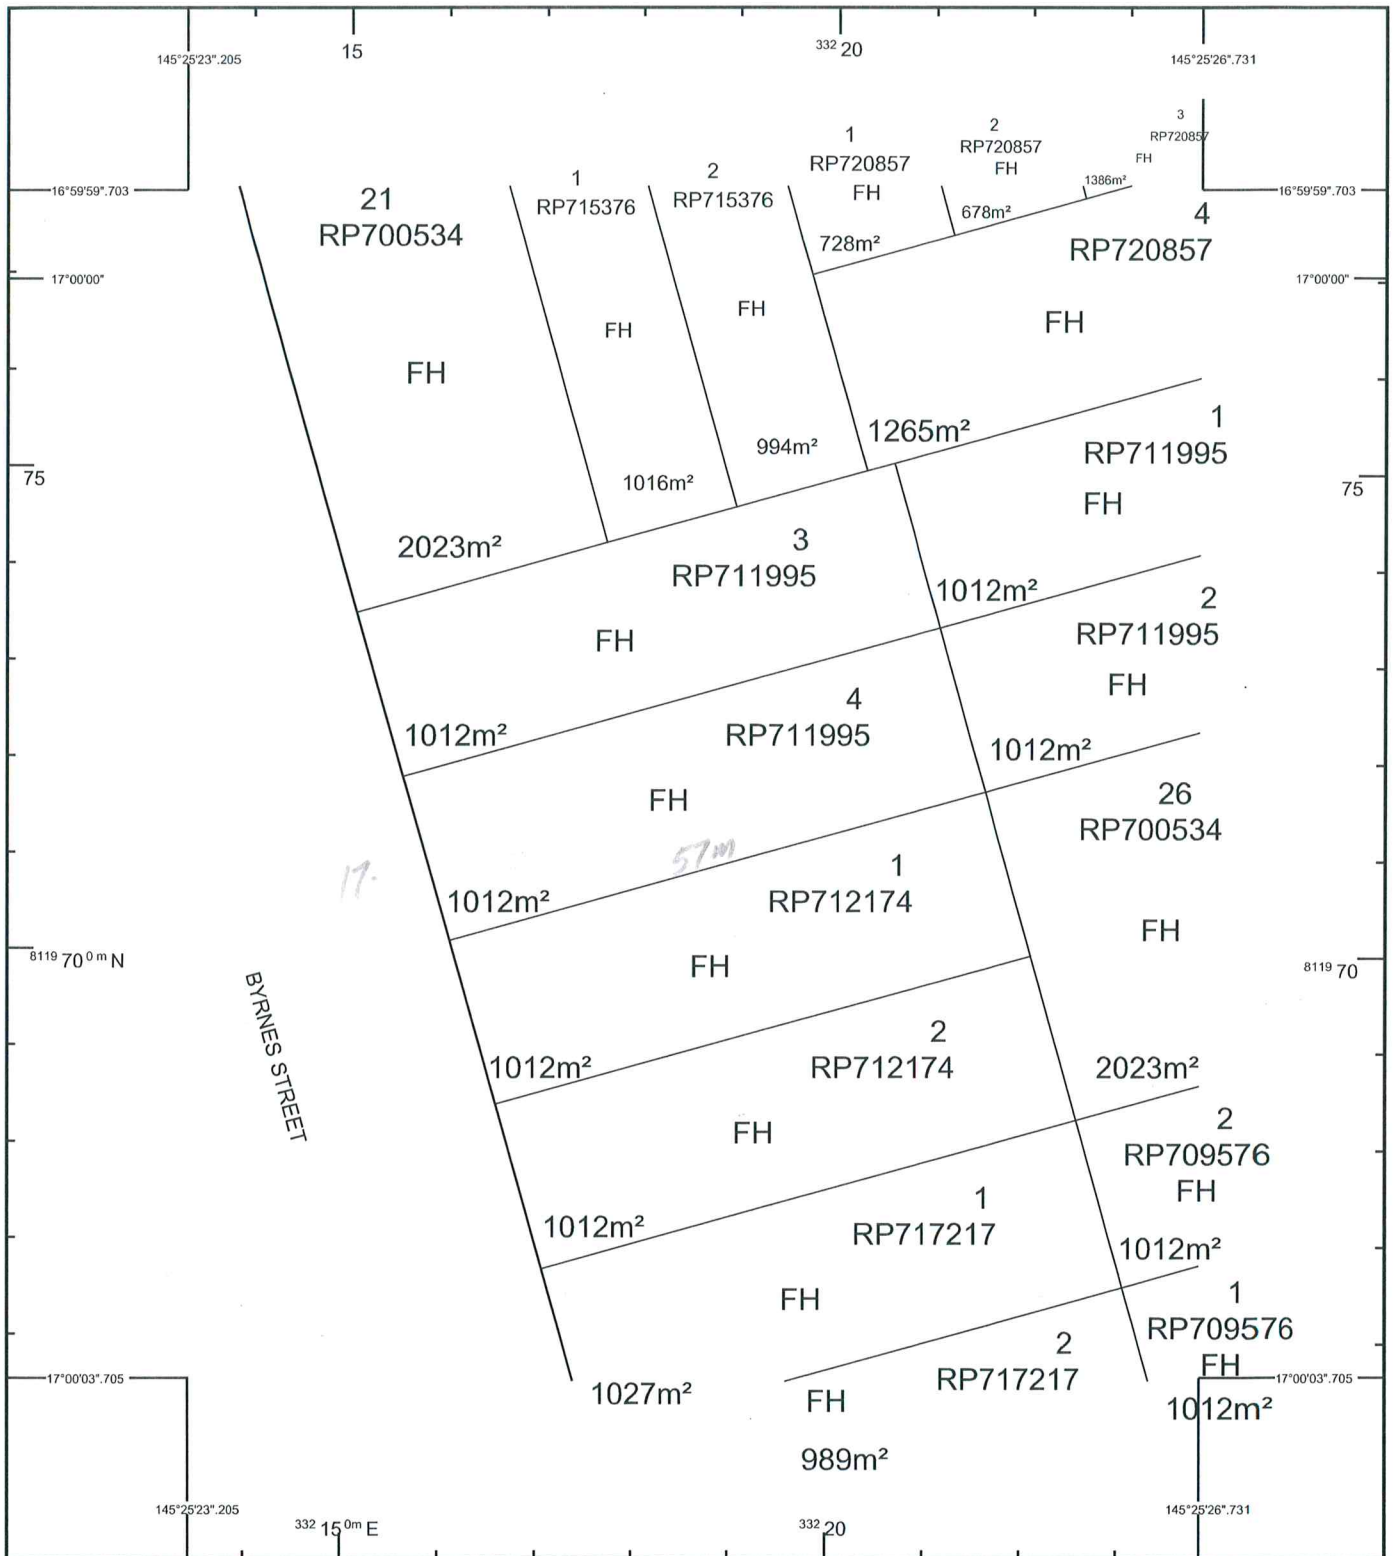 15
332 20
145°25'23".205
145°25'26".731
1
RP720857
FH
2
RP720857
FH
3
RP720857
FH
1386m²
16°59'59".703
16°59'59".703
21
RP700534
1
RP715376
2
RP715376
678m²
4
RP720857
728m²
17°00'00"
17°00'00"
FH
FH
FH
FH
1265m²
1
RP711995
994m²
1016m²
75
75
FH
2023m²
3
RP711995
1012m²
2
RP711995
FH
FH
4
RP711995
1012m²
1012m²
26
RP700534
FH
57m
17.
1
RP712174
1012m²
FH
8119 70 0 m N
8119 70
FH
BYRNES STREET
2
RP712174
1012m²
2023m²
FH
2
RP709576
FH
1
RP717217
1012m²
1012m²
FH
1
RP709576
FH
2
RP717217
17°00'03".705
17°00'03".705
1027m²
FH
1012m²
989m²
145°25'23".205
145°25'26".731
332 15 0m E
332 20